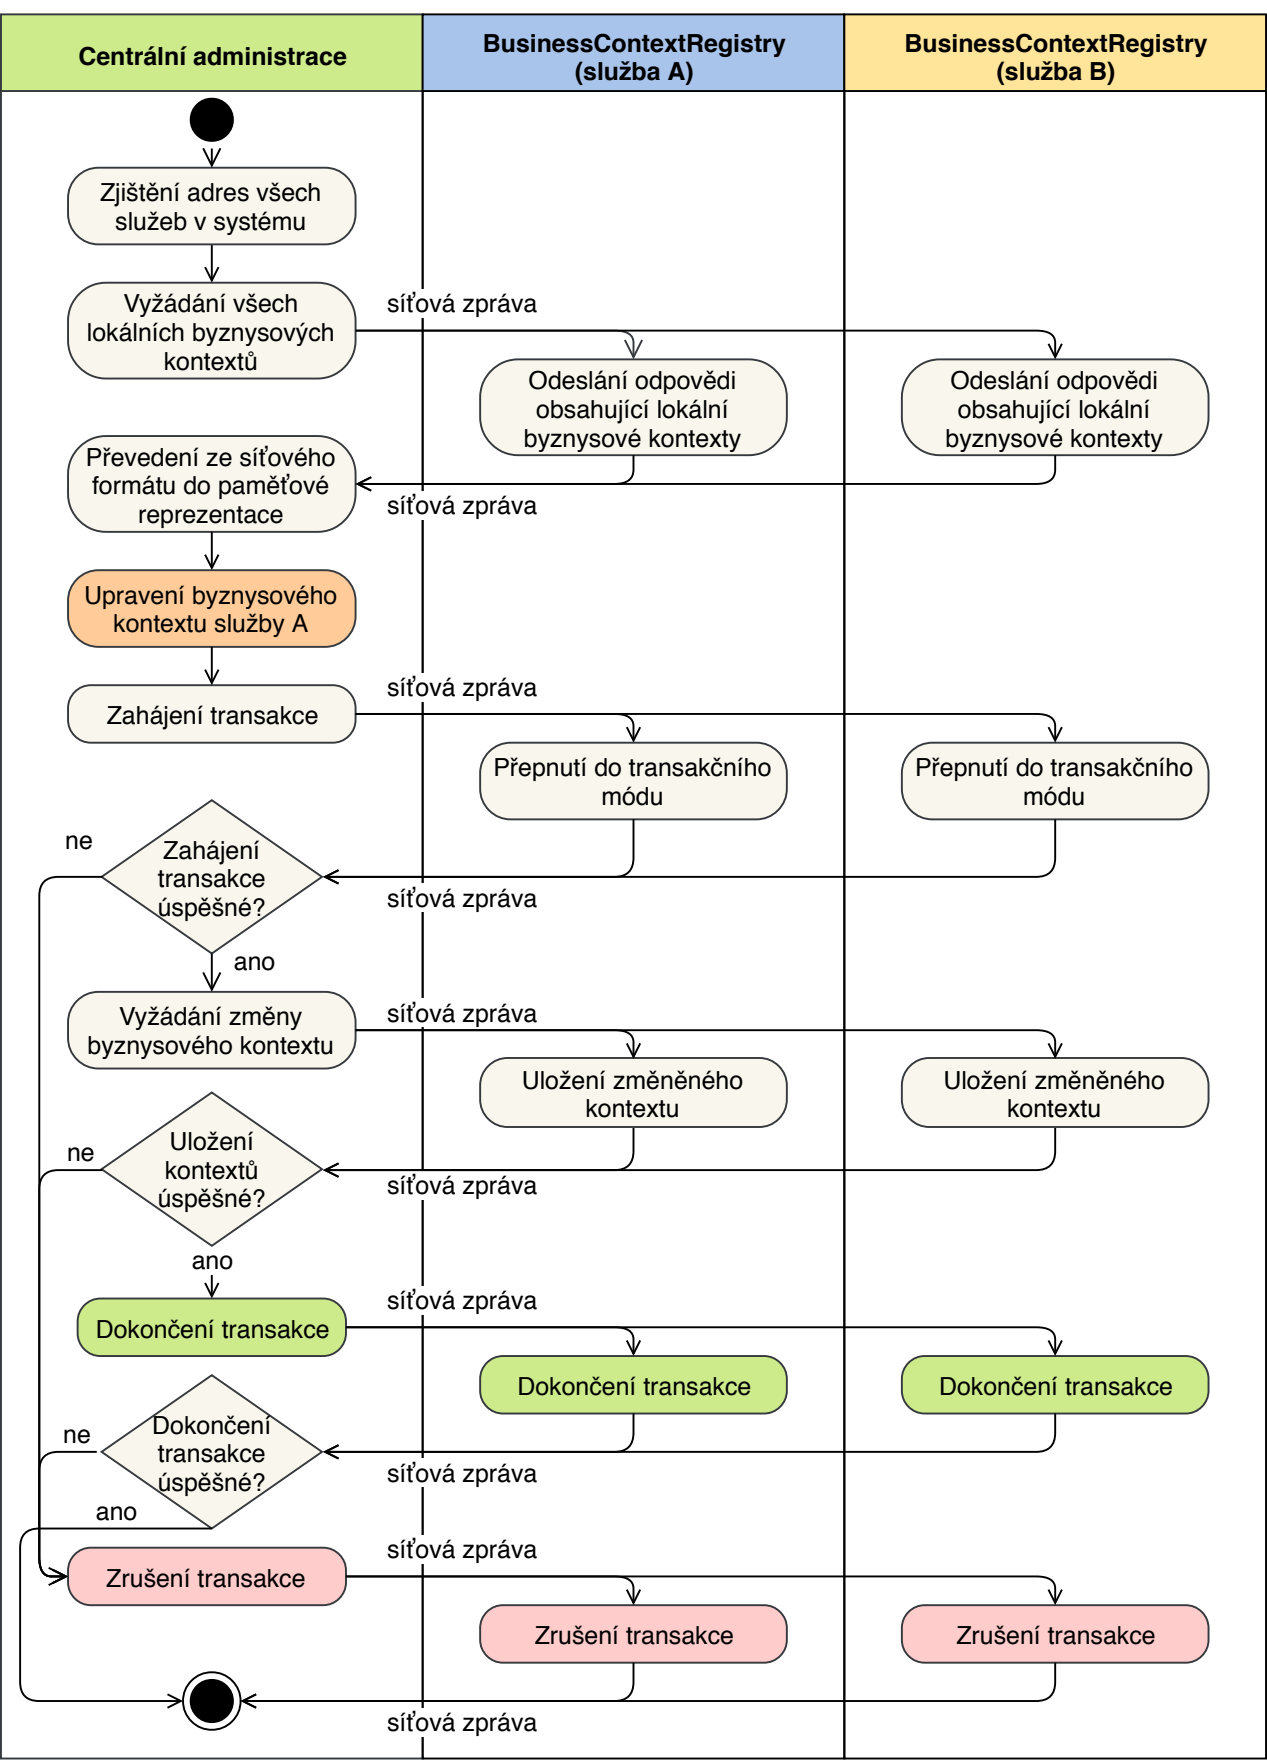 Centrální administrace
BusinessContextRegistry
(služba A)
BusinessContextRegistry
(služba B)
Zjištění adres všech
služeb v systému
Vyžádání všech
lokálních byznysových
kontextů
síťová zpráva
Odeslání odpovědi
obsahující lokální
byznysové kontexty
Odeslání odpovědi
obsahující lokální
byznysové kontexty
Převedení ze síťového
formátu do paměťové
reprezentace
síťová zpráva
Upravení byznysového
kontextu služby A
Zahájení transakce
síťová zpráva
Přepnutí do transakčního
módu
Přepnutí do transakčního
módu
ne
Zahájení
transakce
úspěšné?
síťová zpráva
ano
Vyžádání změny
byznysového kontextu
síťová zpráva
Uložení změněného
kontextu
Uložení změněného
kontextu
ne
Uložení
kontextů
úspěšné?
síťová zpráva
ano
Dokončení transakce
síťová zpráva
Dokončení transakce
Dokončení transakce
ne
Dokončení
transakce
úspěšné?
síťová zpráva
ano
Zrušení transakce
síťová zpráva
Zrušení transakce
Zrušení transakce
síťová zpráva